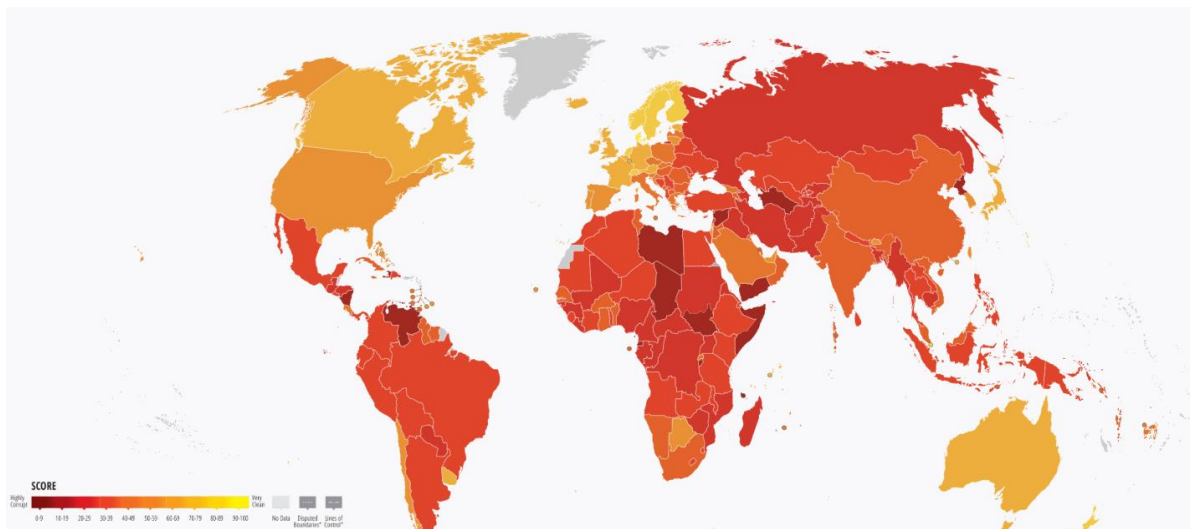 SCORE
Highly Corrupt
0-9 10-19 20-29 30-39 40-49 50-59 60-69 70-79 80-89 90-100
Very Clean
No Data
Disputed Boundaries*
Lines of Control*